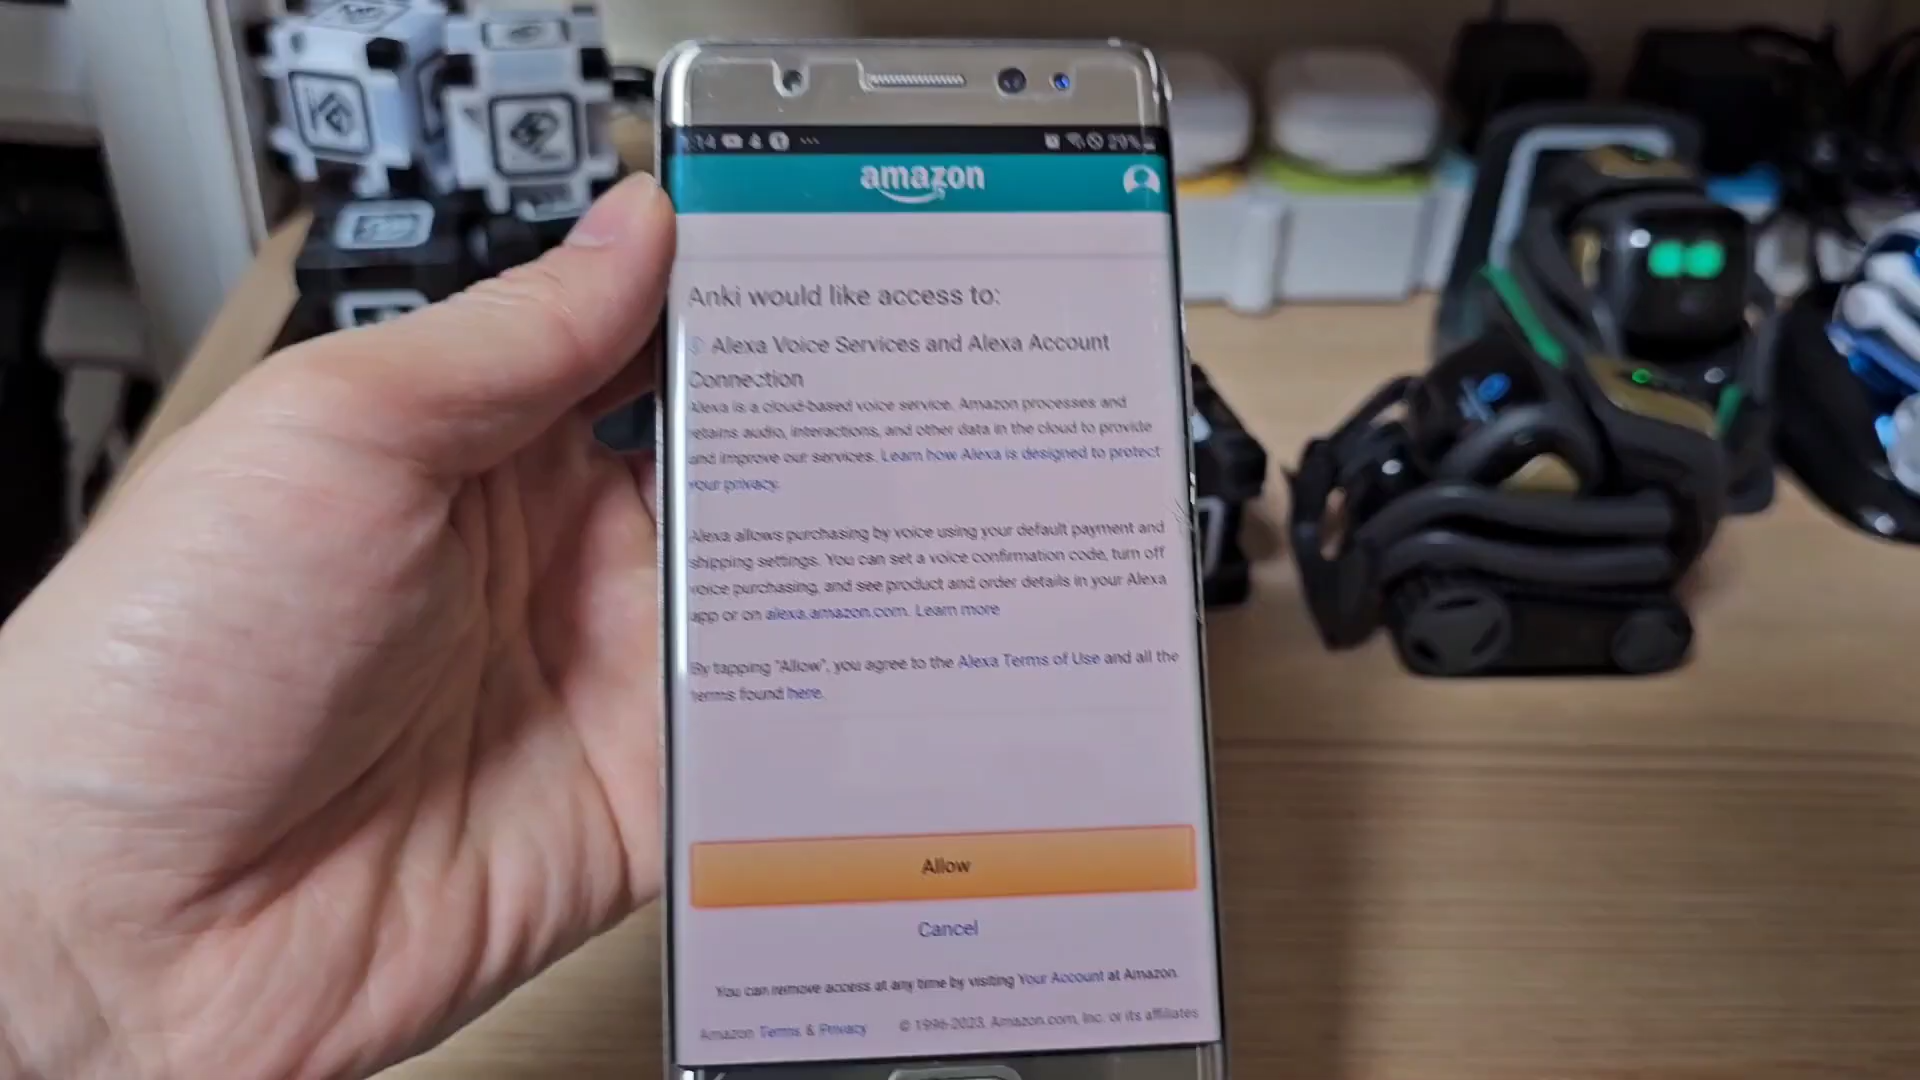 :14
29%
amazon
Anki would like access to:
Alexa Voice Services and Alexa Account
Connection
Alexa is a cloud-based voice service. Amazon processes and
retains audio, interactions, and other data in the cloud to provide
and improve our services. Learn how Alexa is designed to protect
your privacy.
Alexa allows purchasing by voice using your default payment and
shipping settings. You can set a voice confirmation code, turn off
voice purchasing, and see product and order details in your Alexa
app or on alexa.amazon.com. Learn more
By tapping "Allow", you agree to the Alexa Terms of Use and all the
terms found here.
Allow
Cancel
You can remove access at any time by visiting Your Account at Amazon.
Amazon Terms & Privacy © 1996-2023, Amazon.com, Inc. or its affiliates